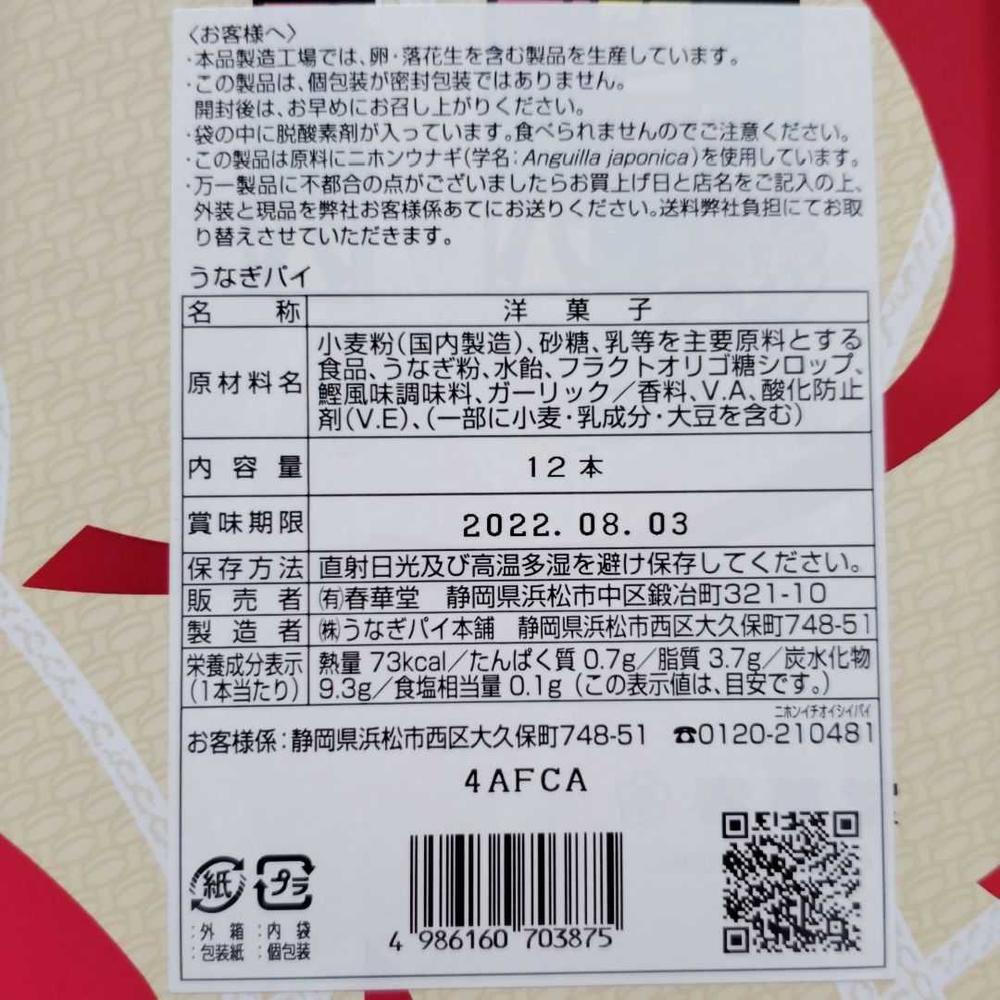 〈お客様へ〉
・本品製造工場では、卵・落花生を含む製品を生産しています。
・この製品は、個包装が密封包装ではありません。
開封後は、お早めにお召し上がりください。
・袋の中に脱酸素剤が入っています。食べられませんのでご注意ください。
・この製品は原料にニホンウナギ(学名：Anguilla japonica)を使用しています。
・万一製品に不都合の点がございましたらお買上げ日と店名をご記入の上、
外装と現品を弊社お客様係あてにお送りください。送料弊社負担にてお取
り替えさせていただきます。
うなぎパイ
名称 洋菓子
原材料名 小麦粉(国内製造)、砂糖、乳等を主要原料とする
食品、うなぎ粉、水飴、フラクトオリゴ糖シロップ、
鰹風味調味料、ガーリック／香料、V.A、酸化防止
剤(V.E)、(一部に小麦・乳成分・大豆を含む)
内容量 12本
賞味期限 2022.08.03
保存方法 直射日光及び高温多湿を避け保存してください。
販売者 ㈲春華堂 静岡県浜松市中区鍛冶町321-10
製造者 ㈱うなぎパイ本舗 静岡県浜松市西区大久保町748-51
栄養成分表示 熱量 73kcal／たんぱく質 0.7g／脂質 3.7g／炭水化物
(1本当たり) 9.3g／食塩相当量 0.1g (この表示値は、目安です。)
ニホンイチオイシイパイ
お客様係：静岡県浜松市西区大久保町748-51 ☎0120-210481
4AFCA
紙 プラ
：外箱 ：内袋
：包装紙 ：個包装
4 986160 703875